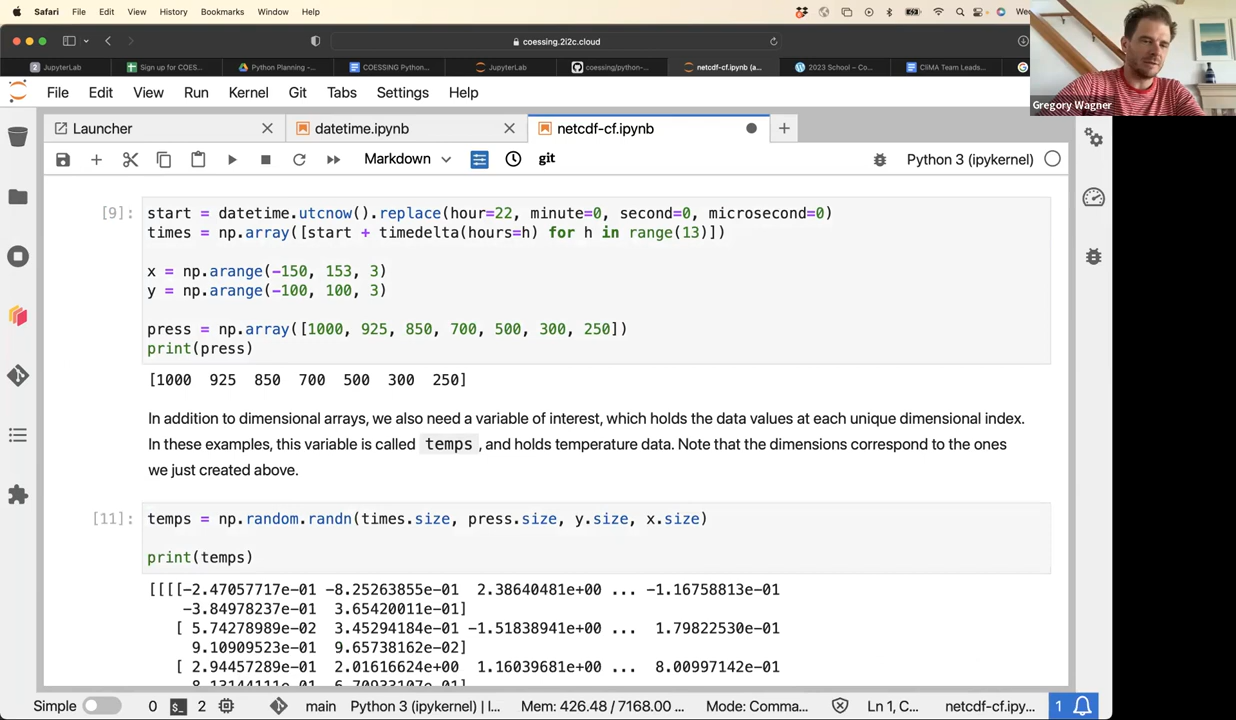 Safari File Edit View History Bookmarks Window Help We
coessing.2i2c.cloud
JupyterLab Sign up for COES... Python Planning -... COESSING Python... JupyterLab coessing/python-... netcdf-cf.ipynb (a... 2023 School – Co... CliMA Team Leads...
Gregory Wagner
File Edit View Run Kernel Git Tabs Settings Help
Launcher datetime.ipynb netcdf-cf.ipynb
Markdown git Python 3 (ipykernel)
[9]: start = datetime.utcnow().replace(hour=22, minute=0, second=0, microsecond=0)
times = np.array([start + timedelta(hours=h) for h in range(13)])
x = np.arange(-150, 153, 3)
y = np.arange(-100, 100, 3)
press = np.array([1000, 925, 850, 700, 500, 300, 250])
print(press)
[1000 925 850 700 500 300 250]
In addition to dimensional arrays, we also need a variable of interest, which holds the data values at each unique dimensional index.
In these examples, this variable is called temps, and holds temperature data. Note that the dimensions correspond to the ones
we just created above.
[11]: temps = np.random.randn(times.size, press.size, y.size, x.size)
print(temps)
[[[[-2.47057717e-01 -8.25263855e-01 2.38640481e+00 ... -1.16758813e-01
-3.84978237e-01 3.65420011e-01]
[ 5.74278989e-02 3.45294184e-01 -1.51838941e+00 ... 1.79822530e-01
9.10909523e-01 9.65738162e-02]
[ 2.94457289e-01 2.01616624e+00 1.16039681e+00 ... 8.00997142e-01
Simple 0 2 main Python 3 (ipykernel) | I... Mem: 426.48 / 7168.00 ... Mode: Comma... Ln 1, C... netcdf-cf.ipy... 1